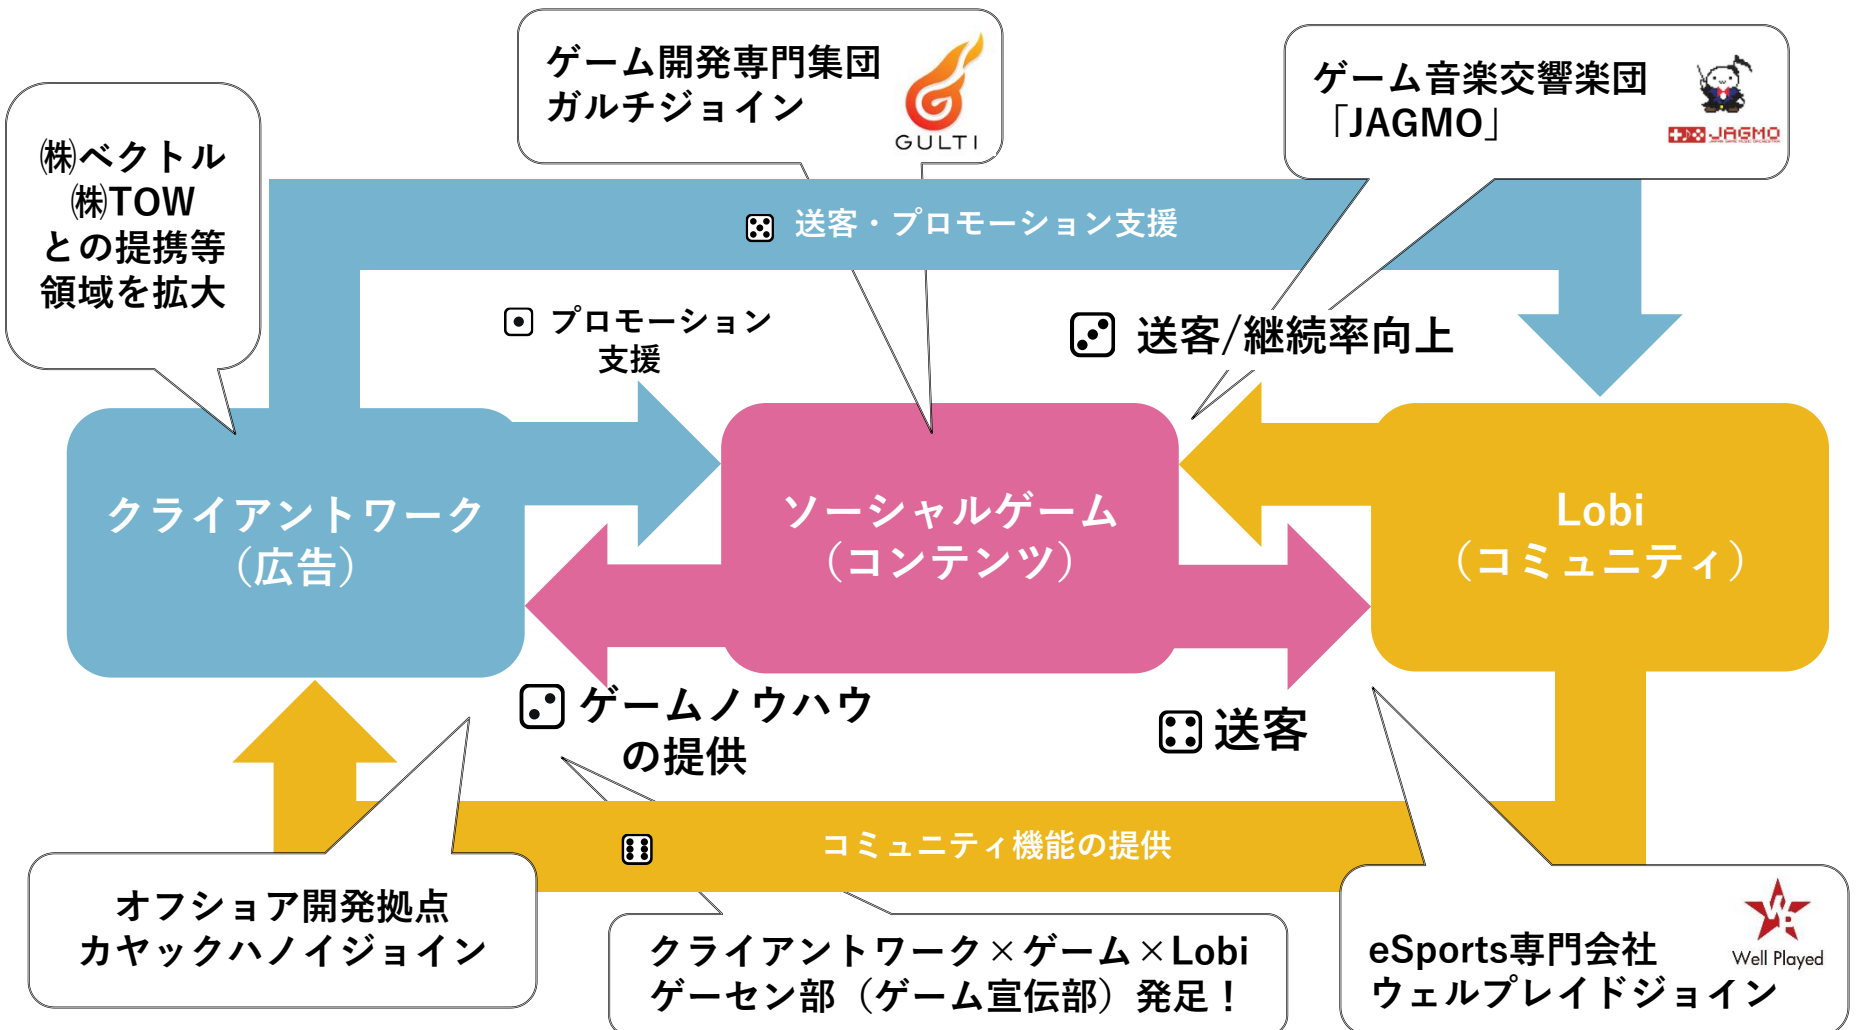 ゲーム開発専門集団
ガルチジョイン
GULTI
ゲーム音楽交響楽団
「JAGMO」
JAGMO
㈱ベクトル
㈱TOW
との提携等
領域を拡大
送客・プロモーション支援
プロモーション
支援
送客/継続率向上
クライアントワーク
（広告）
ソーシャルゲーム
（コンテンツ）
Lobi
（コミュニティ）
ゲームノウハウ
の提供
送客
コミュニティ機能の提供
オフショア開発拠点
カヤックハノイジョイン
クライアントワーク×ゲーム×Lobi
ゲーセン部（ゲーム宣伝部）発足！
eSports専門会社
ウェルプレイドジョイン
Well Played